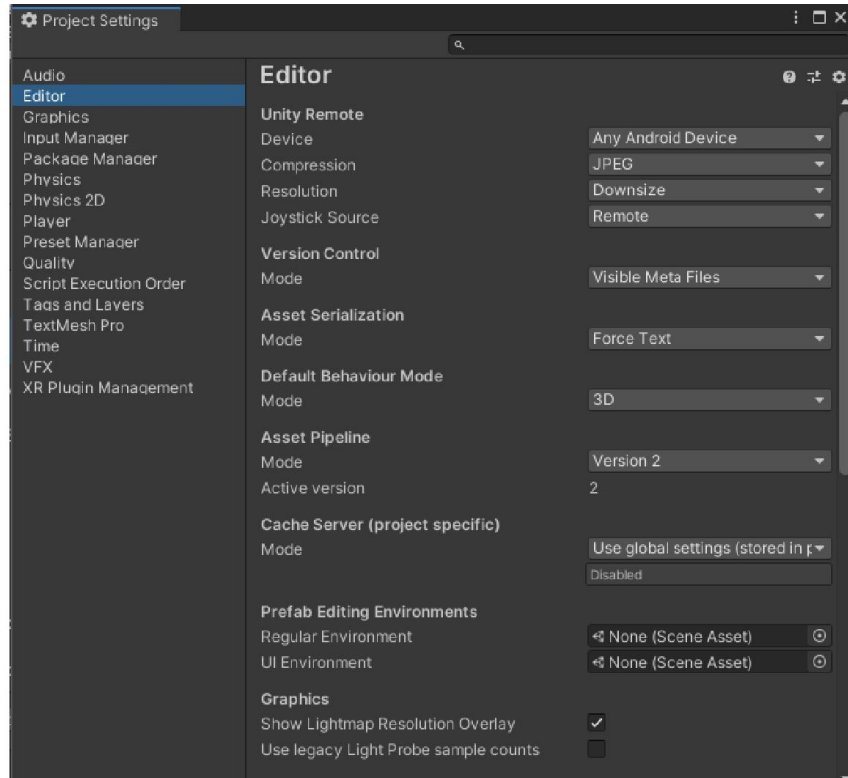 Project Settings
Audio
Editor
Graphics
Input Manager
Package Manager
Physics
Physics 2D
Player
Preset Manager
Quality
Script Execution Order
Tags and Layers
TextMesh Pro
Time
VFX
XR Plugin Management
Editor
Unity Remote
Device Any Android Device
Compression JPEG
Resolution Downsize
Joystick Source Remote
Version Control
Mode Visible Meta Files
Asset Serialization
Mode Force Text
Default Behaviour Mode
Mode 3D
Asset Pipeline
Mode Version 2
Active version 2
Cache Server (project specific)
Mode Use global settings (stored in p
Disabled
Prefab Editing Environments
Regular Environment None (Scene Asset)
UI Environment None (Scene Asset)
Graphics
Show Lightmap Resolution Overlay
Use legacy Light Probe sample counts